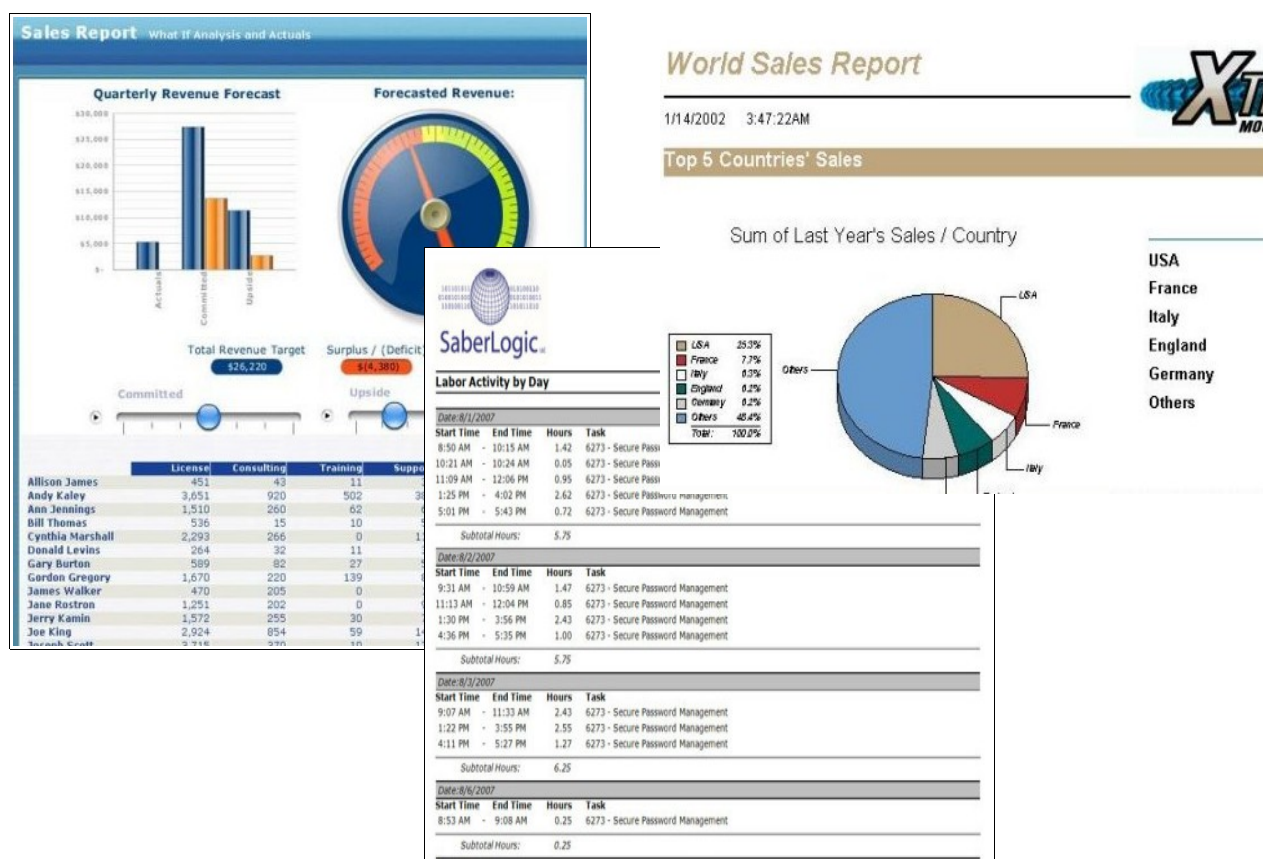 Sales Report What If Analysis and Actuals
Quarterly Revenue Forecast
Forecasted Revenue:
$30,000
$25,000
$20,000
$15,000
$10,000
$5,000
$-
Actuals
Committed
Upside
Total Revenue Target
Surplus / (Deficit)
$26,220
$(4,380)
Committed
Upside
License Consulting Training
Allison James 451 43 11
Andy Kaley 3,651 920 502
Ann Jennings 1,510 260 62
Bill Thomas 536 15 10
Cynthia Marshall 2,293 266 0
Donald Levins 264 32 11
Gary Burton 589 82 27
Gordon Gregory 1,670 220 139
James Walker 470 205 0
Jane Rostron 1,251 202 0
Jerry Kamin 1,572 255 30
Joe King 2,924 854 59
SaberLogic
Labor Activity by Day
Date:8/1/2007
Start Time End Time Hours Task
8:50 AM - 10:15 AM 1.42 6273 - Secure
10:21 AM - 10:24 AM 0.05 6273 - Secure
11:09 AM - 12:06 PM 0.95 6273 - Secure
1:25 PM - 4:02 PM 2.62 6273 - Secure Password Management
5:01 PM - 5:43 PM 0.72 6273 - Secure Password Management
Subtotal Hours: 5.75
Date:8/2/2007
Start Time End Time Hours Task
9:31 AM - 10:59 AM 1.47 6273 - Secure Password Management
11:13 AM - 12:04 PM 0.85 6273 - Secure Password Management
1:30 PM - 3:56 PM 2.43 6273 - Secure Password Management
4:36 PM - 5:35 PM 1.00 6273 - Secure Password Management
Subtotal Hours: 5.75
Date:8/3/2007
Start Time End Time Hours Task
9:07 AM - 11:33 AM 2.43 6273 - Secure Password Management
1:22 PM - 3:55 PM 2.55 6273 - Secure Password Management
4:11 PM - 5:27 PM 1.27 6273 - Secure Password Management
Subtotal Hours: 6.25
Date:8/6/2007
Start Time End Time Hours Task
8:53 AM - 9:08 AM 0.25 6273 - Secure Password Management
Subtotal Hours: 0.25
World Sales Report
1/14/2002 3:47:22AM
Top 5 Countries' Sales
Sum of Last Year's Sales / Country
USA 25.3%
France 7.7%
Italy 6.3%
England 6.2%
Germany 6.2%
Others 48.4%
Total: 100.0%
USA
Others
France
Italy
USA
France
Italy
England
Germany
Others